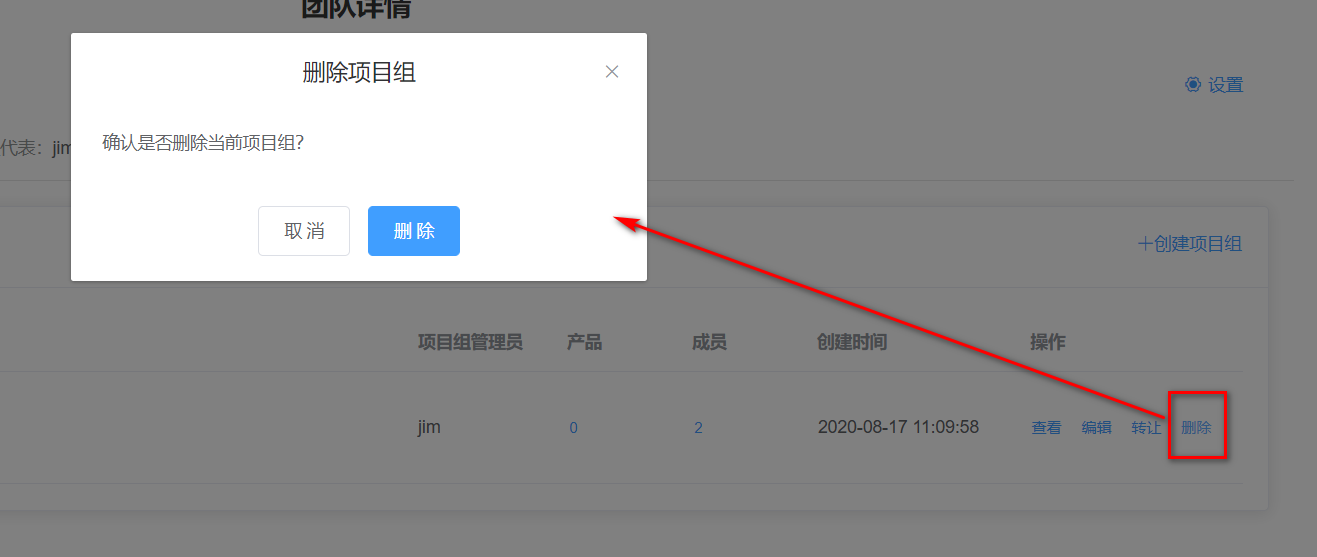 团队详情
删除项目组
设置
确认是否删除当前项目组?
代表：jim
取 消
删 除
+创建项目组
项目组管理员 产品 成员 创建时间 操作
jim 0 2 2020-08-17 11:09:58 查看 编辑 转让 删除